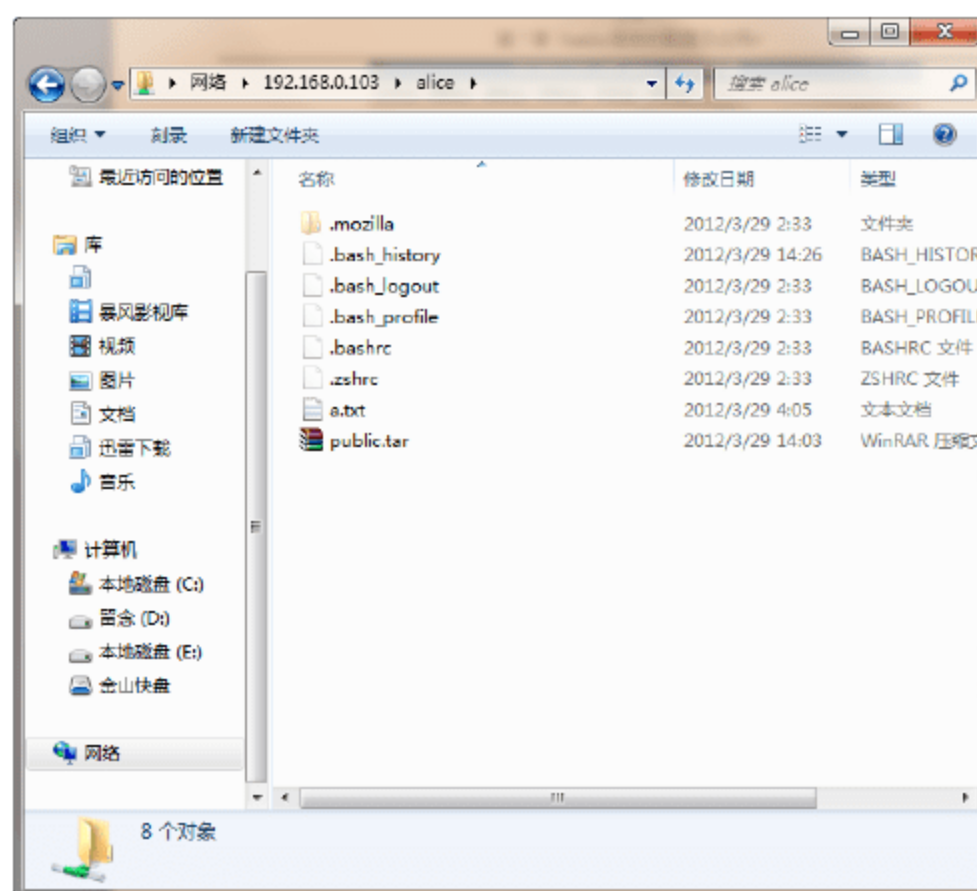 网络 192.168.0.103 alice
搜索 alice
组织 刻录 新建文件夹
最近访问的位置
库
暴风影视库
视频
图片
文档
迅雷下载
音乐
计算机
本地磁盘 (C:)
留念 (D:)
本地磁盘 (E:)
金山快盘
网络
名称 修改日期 类型
.mozilla 2012/3/29 2:33 文件夹
.bash_history 2012/3/29 14:26 BASH_HISTOR
.bash_logout 2012/3/29 2:33 BASH_LOGOU
.bash_profile 2012/3/29 2:33 BASH_PROFIL
.bashrc 2012/3/29 2:33 BASHRC 文件
.zshrc 2012/3/29 2:33 ZSHRC 文件
a.txt 2012/3/29 4:05 文本文档
public.tar 2012/3/29 14:03 WinRAR 压缩文
8 个对象